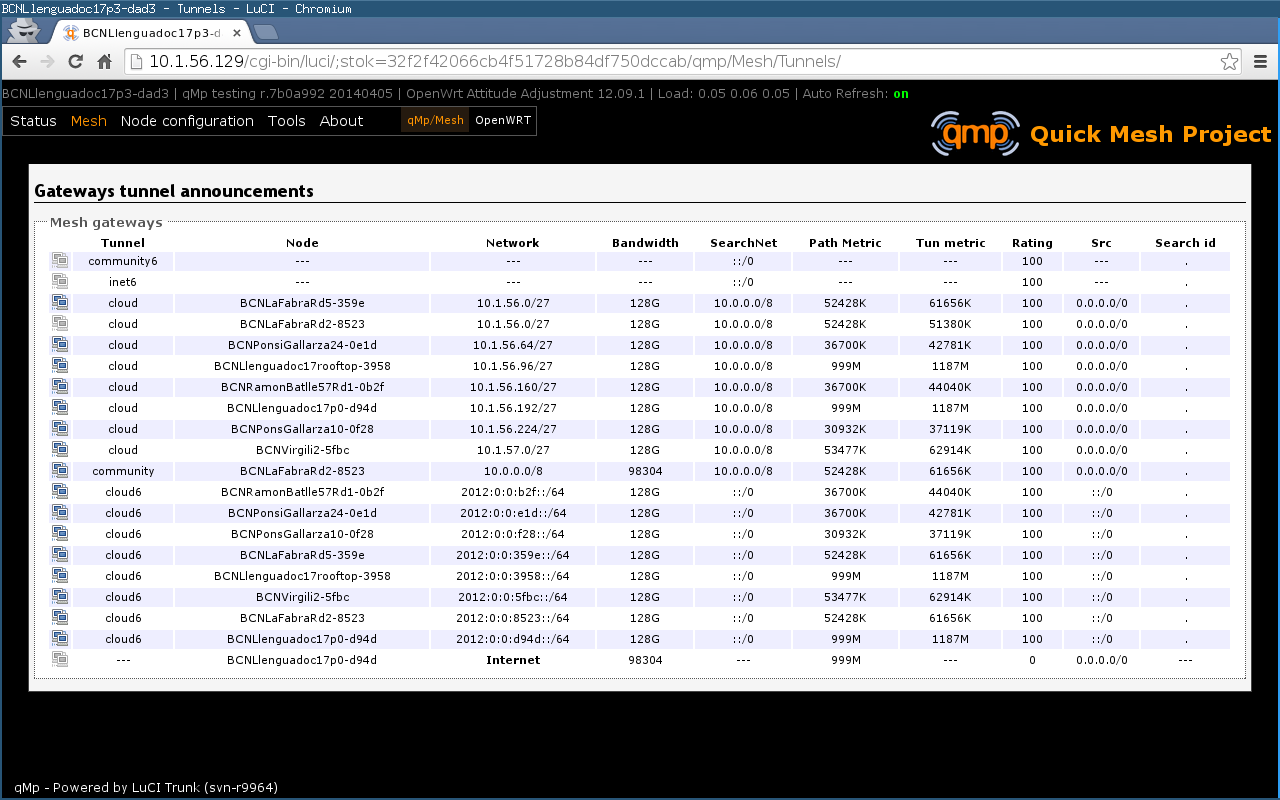 BCNLlenguadoc17p3-dad3 - Tunnels - LuCI - Chromium
BCNLlenguadoc17p3-d
10.1.56.129/cgi-bin/luci/;stok=32f2f42066cb4f51728b84df750dccab/qmp/Mesh/Tunnels/
BCNLlenguadoc17p3-dad3 | qMp testing r.7b0a992 20140405 | OpenWrt Attitude Adjustment 12.09.1 | Load: 0.05 0.06 0.05 | Auto Refresh: on
Status Mesh Node configuration Tools About qMp/Mesh OpenWRT
qmp Quick Mesh Project
Gateways tunnel announcements
Mesh gateways
Tunnel Node Network Bandwidth SearchNet Path Metric Tun metric Rating Src Search id
community6 --- --- --- ::/0 --- --- 100 --- .
inet6 --- --- --- ::/0 --- --- 100 --- .
cloud BCNLaFabraRd5-359e 10.1.56.0/27 128G 10.0.0.0/8 52428K 61656K 100 0.0.0.0/0 .
cloud BCNLaFabraRd2-8523 10.1.56.0/27 128G 10.0.0.0/8 52428K 51380K 100 0.0.0.0/0 .
cloud BCNPonsiGallarza24-0e1d 10.1.56.64/27 128G 10.0.0.0/8 36700K 42781K 100 0.0.0.0/0 .
cloud BCNLlenguadoc17rooftop-3958 10.1.56.96/27 128G 10.0.0.0/8 999M 1187M 100 0.0.0.0/0 .
cloud BCNRamonBatlle57Rd1-0b2f 10.1.56.160/27 128G 10.0.0.0/8 36700K 44040K 100 0.0.0.0/0 .
cloud BCNLlenguadoc17p0-d94d 10.1.56.192/27 128G 10.0.0.0/8 999M 1187M 100 0.0.0.0/0 .
cloud BCNPonsGallarza10-0f28 10.1.56.224/27 128G 10.0.0.0/8 30932K 37119K 100 0.0.0.0/0 .
cloud BCNVirgili2-5fbc 10.1.57.0/27 128G 10.0.0.0/8 53477K 62914K 100 0.0.0.0/0 .
community BCNLaFabraRd2-8523 10.0.0.0/8 98304 10.0.0.0/8 52428K 61656K 100 0.0.0.0/0 .
cloud6 BCNRamonBatlle57Rd1-0b2f 2012:0:0:b2f::/64 128G ::/0 36700K 44040K 100 ::/0 .
cloud6 BCNPonsiGallarza24-0e1d 2012:0:0:e1d::/64 128G ::/0 36700K 42781K 100 ::/0 .
cloud6 BCNPonsGallarza10-0f28 2012:0:0:f28::/64 128G ::/0 30932K 37119K 100 ::/0 .
cloud6 BCNLaFabraRd5-359e 2012:0:0:359e::/64 128G ::/0 52428K 61656K 100 ::/0 .
cloud6 BCNLlenguadoc17rooftop-3958 2012:0:0:3958::/64 128G ::/0 999M 1187M 100 ::/0 .
cloud6 BCNVirgili2-5fbc 2012:0:0:5fbc::/64 128G ::/0 53477K 62914K 100 ::/0 .
cloud6 BCNLaFabraRd2-8523 2012:0:0:8523::/64 128G ::/0 52428K 61656K 100 ::/0 .
cloud6 BCNLlenguadoc17p0-d94d 2012:0:0:d94d::/64 128G ::/0 999M 1187M 100 ::/0 .
--- BCNLlenguadoc17p0-d94d Internet 98304 --- 999M --- 0 0.0.0.0/0 ---
qMp - Powered by LuCI Trunk (svn-r9964)